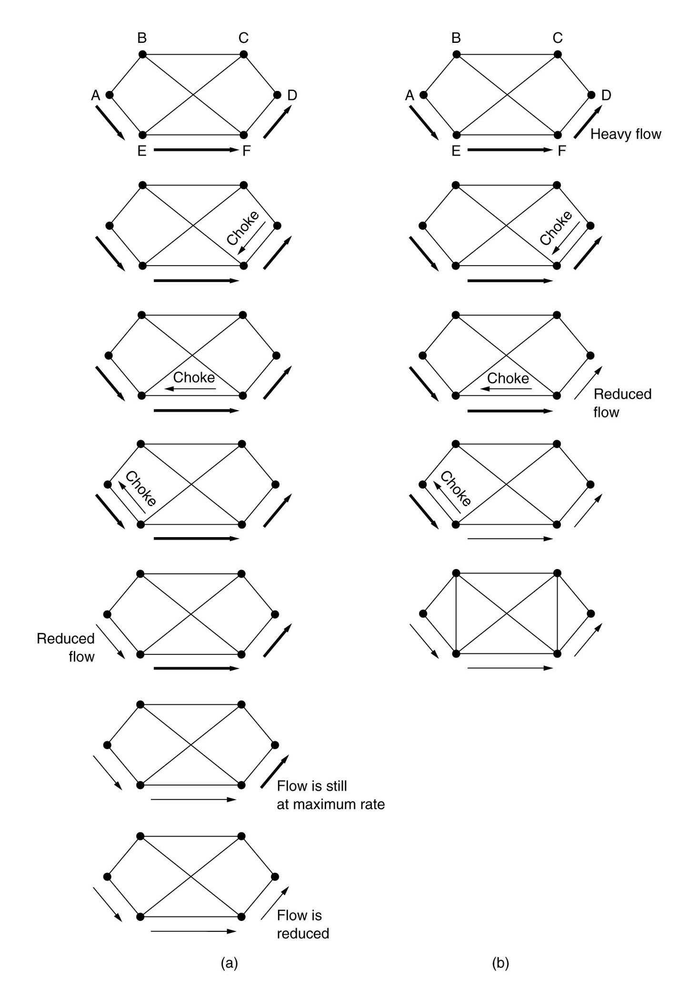 B C
A D
E F
B C
A D
Heavy flow
E F
Choke
Choke
Choke
Choke
Reduced
flow
Choke
Choke
Reduced
flow
Flow is still
at maximum rate
Flow is
reduced
(a)
(b)